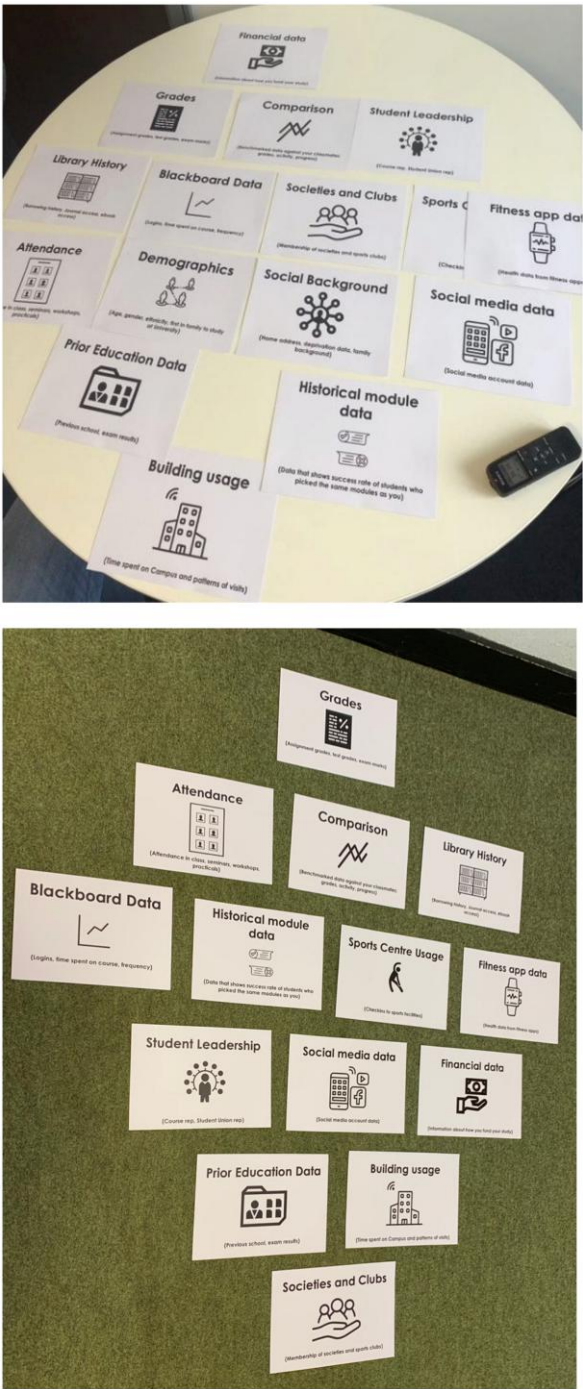 Financial data
(Information about how you fund your study)
Grades
(Assignment grades, test grades, exam marks)
Comparison
(Benchmarked data against your classmates:
grades, activity, progress)
Student Leadership
(Course rep, Student Union rep)
Library History
(Borrowing history, Journal access, ebook
access)
Blackboard Data
(Logins, time spent on course, frequency)
Societies and Clubs
(Membership of societies and sports clubs)
Sports
(Checkins
Fitness app dat
(Health data from fitness apps)
Attendance
in class, seminars, workshops,
practicals)
Demographics
(Age, gender, ethnicity, first in family to study
at University)
Social Background
(Home address, deprivation data, family
background)
Social media data
(Social media account data)
Prior Education Data
(Previous school, exam results)
Historical module
data
(Data that shows success rate of students who
picked the same modules as you)
Building usage
(Time spent on Campus and patterns of visits)
Grades
(Assignment grades, test grades, exam marks)
Attendance
(Attendance in class, seminars, workshops,
practicals)
Comparison
(Benchmarked data against your classmates:
grades, activity, progress)
Library History
(Borrowing history, Journal access, ebook
access)
Blackboard Data
(Logins, time spent on course, frequency)
Historical module
data
(Data that shows success rate of students who
picked the same modules as you)
Sports Centre Usage
(Checkins to sports facilities)
Fitness app data
(Health data from fitness apps)
Student Leadership
(Course rep, Student Union rep)
Social media data
(Social media account data)
Financial data
(Information about how you fund your study)
Prior Education Data
(Previous school, exam results)
Building usage
(Time spent on Campus and patterns of visits)
Societies and Clubs
(Membership of societies and sports clubs)